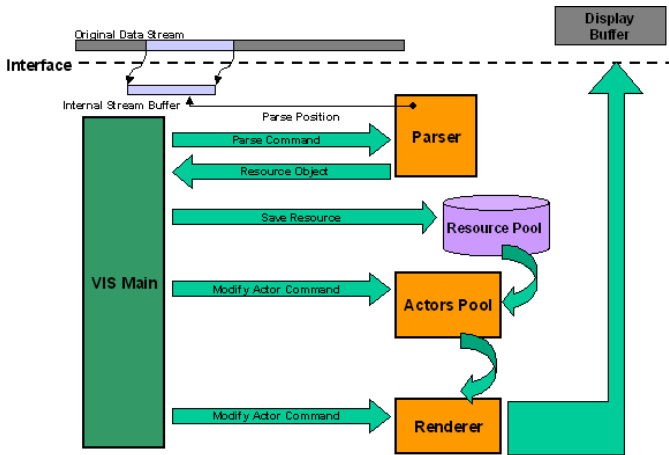 Display
Buffer
Original Data Stream
Interface
Internal Stream Buffer
Parse Position
Parser
Parse Command
Resource Object
Save Resource
Resource Pool
VIS Main
Modify Actor Command
Actors Pool
Modify Actor Command
Renderer